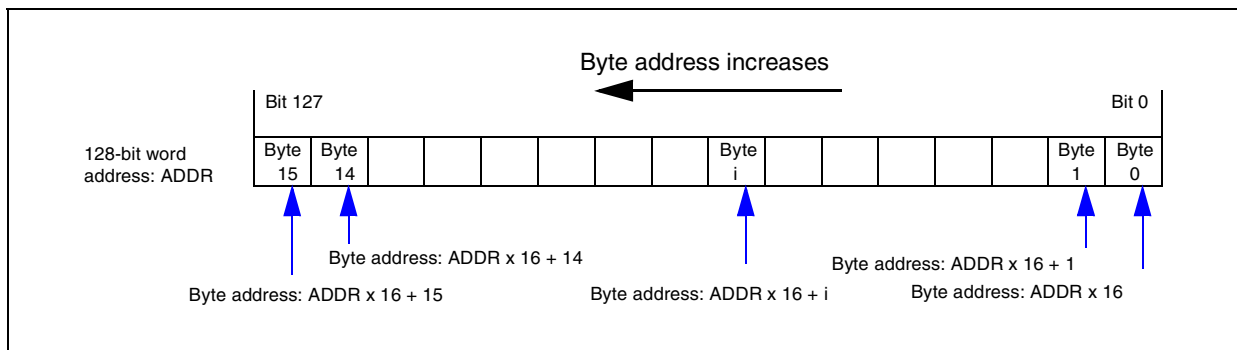 Byte address increases
Bit 127
Bit 0
128-bit word
address: ADDR
Byte
15
Byte
14
Byte
i
Byte
1
Byte
0
Byte address: ADDR x 16 + 14
Byte address: ADDR x 16 + 1
Byte address: ADDR x 16 + 15
Byte address: ADDR x 16 + i
Byte address: ADDR x 16